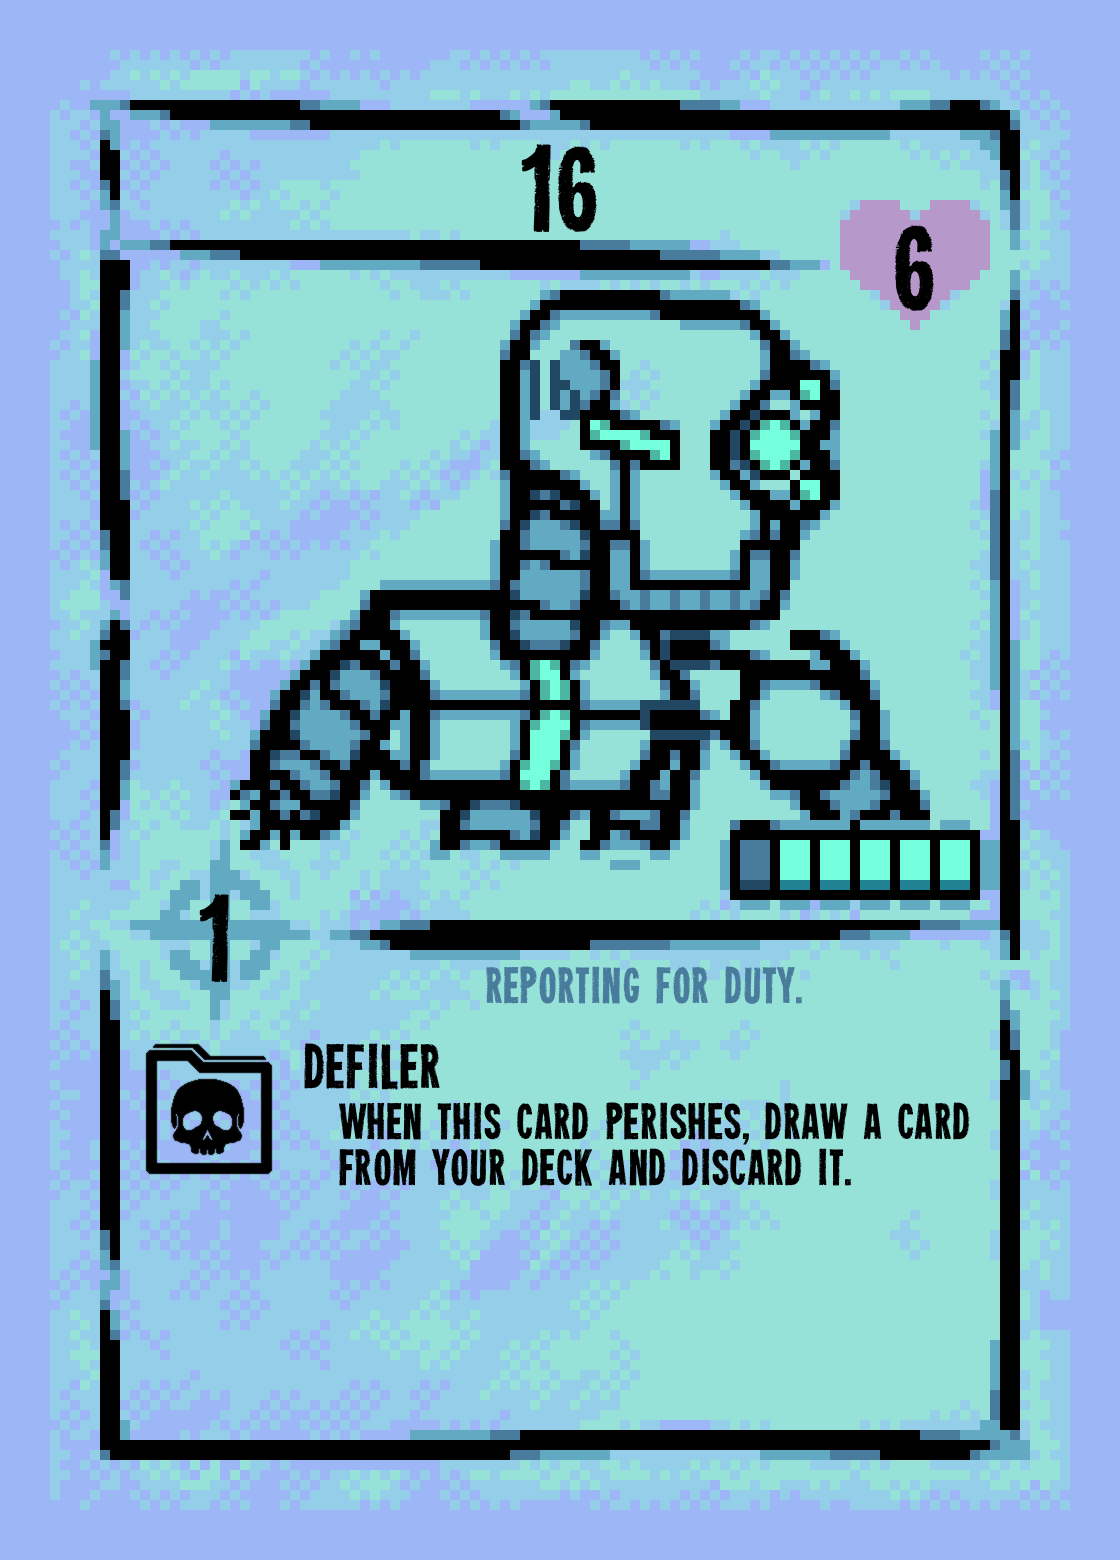 16
6
16
1
REPORTING FOR DUTY.
DEFILER
WHEN THIS CARD PERISHES, DRAW A CARD
FROM YOUR DECK AND DISCARD IT.